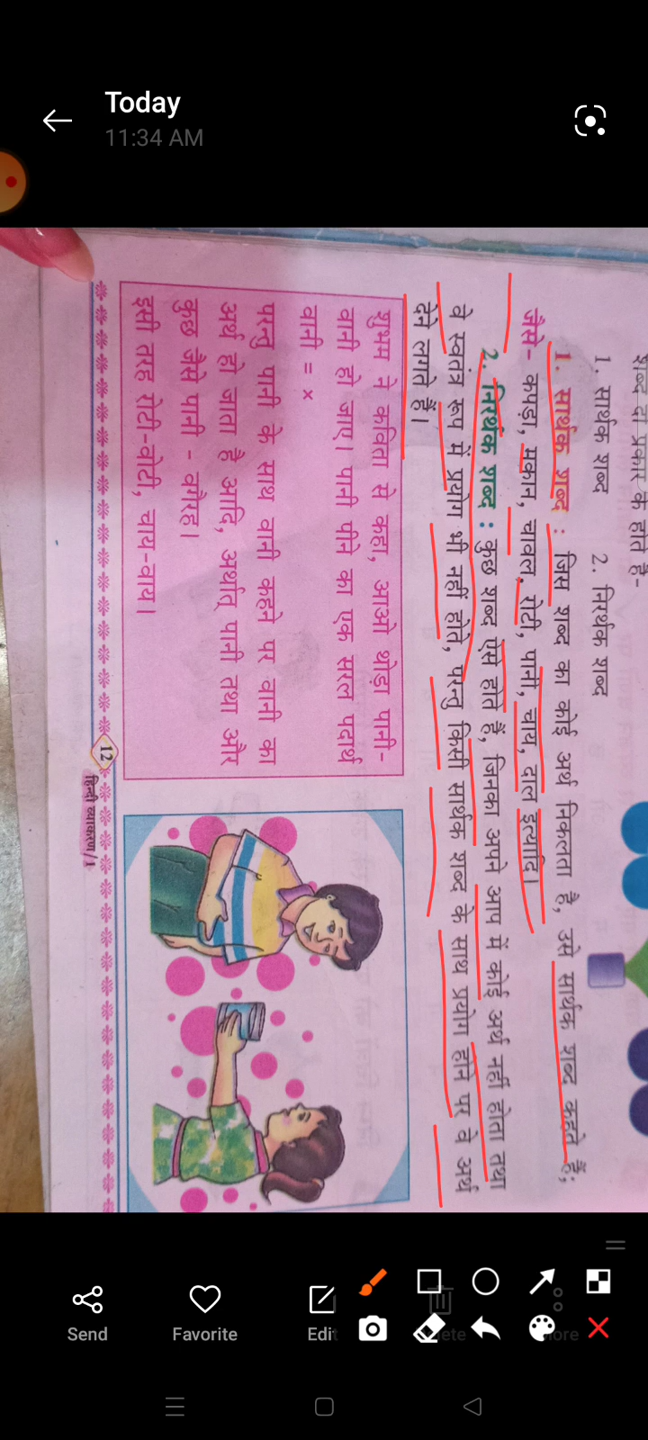 Today
11:34 AM
शब्द दो प्रकार के होते हैं-
1. सार्थक शब्द 2. निरर्थक शब्द
1. सार्थक शब्द : जिस शब्द का कोई अर्थ निकलता है, उसे सार्थक शब्द कहते हैं;
जैसे- कपड़ा, मकान, चावल, रोटी, पानी, चाय, दाल इत्यादि।
2. निरर्थक शब्द : कुछ शब्द ऐसे होते हैं, जिनका अपने आप में कोई अर्थ नहीं होता तथा
वे स्वतंत्र रूप में प्रयोग भी नहीं होते, परन्तु किसी सार्थक शब्द के साथ प्रयोग होने पर वे अर्थ
देने लगते हैं।
शुभम ने कविता से कहा, आओ थोड़ा पानी-
वानी हो जाए। पानी पीने का एक सरल पदार्थ
वानी = ×
परन्तु पानी के साथ वानी कहने पर वानी का
अर्थ हो जाता है आदि, अर्थात् पानी तथा और
कुछ जैसे पानी - वगैरह।
इसी तरह रोटी-वोटी, चाय-वाय।
12
हिन्दी व्याकरण/1
Send
Favorite
Edit